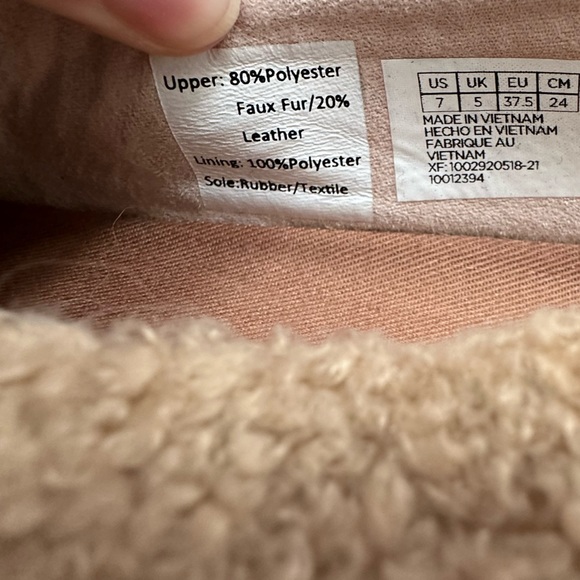 Upper: 80%Polyester
Faux Fur/20%
Leather
Lining: 100%Polyester
Sole:Rubber/Textile
US UK EU CM
7 5 37.5 24
MADE IN VIETNAM
HECHO EN VIETNAM
FABRIQUE AU
VIETNAM
XF:1002920518-21
10012394